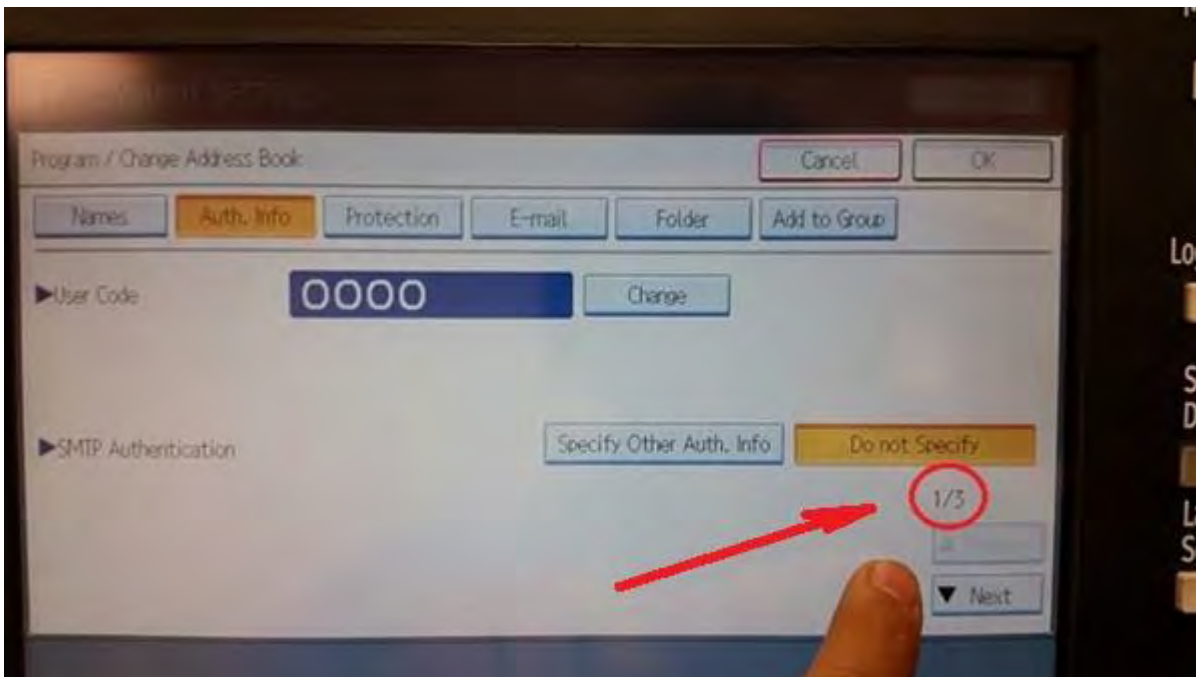 Program / Change Address Book
Cancel
OK
Names
Auth. Info
Protection
E-mail
Folder
Add to Group
►User Code
0000
Change
►SMTP Authentication
Specify Other Auth. Info
Do not Specify
1/3
▼ Next